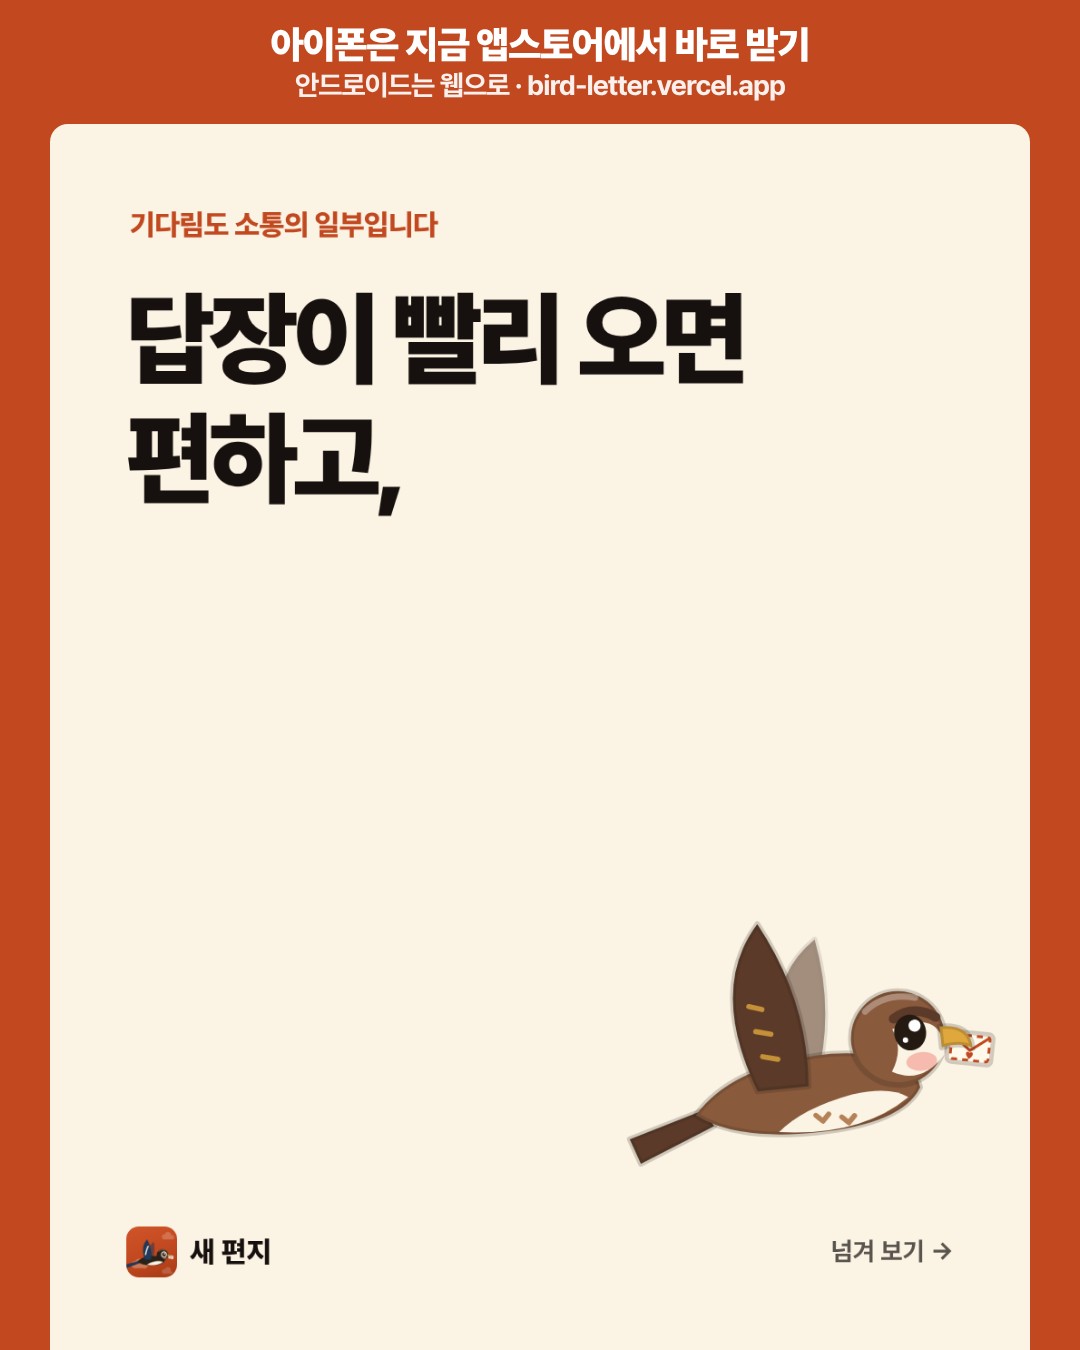 아이폰은 지금 앱스토어에서 바로 받기
안드로이드는 웹으로 · bird-letter.vercel.app
기다림도 소통의 일부입니다
답장이 빨리 오면
편하고,
새 편지
넘겨 보기 →